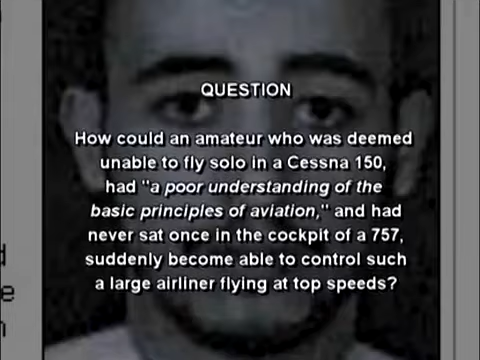 QUESTION
How could an amateur who was deemed
unable to fly solo in a Cessna 150,
had "a poor understanding of the
basic principles of aviation," and had
never sat once in the cockpit of a 757,
suddenly become able to control such
a large airliner flying at top speeds?